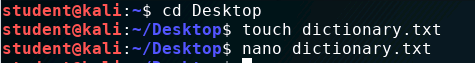 student@kali:~$ cd Desktop
student@kali:~/Desktop$ touch dictionary.txt
student@kali:~/Desktop$ nano dictionary.txt